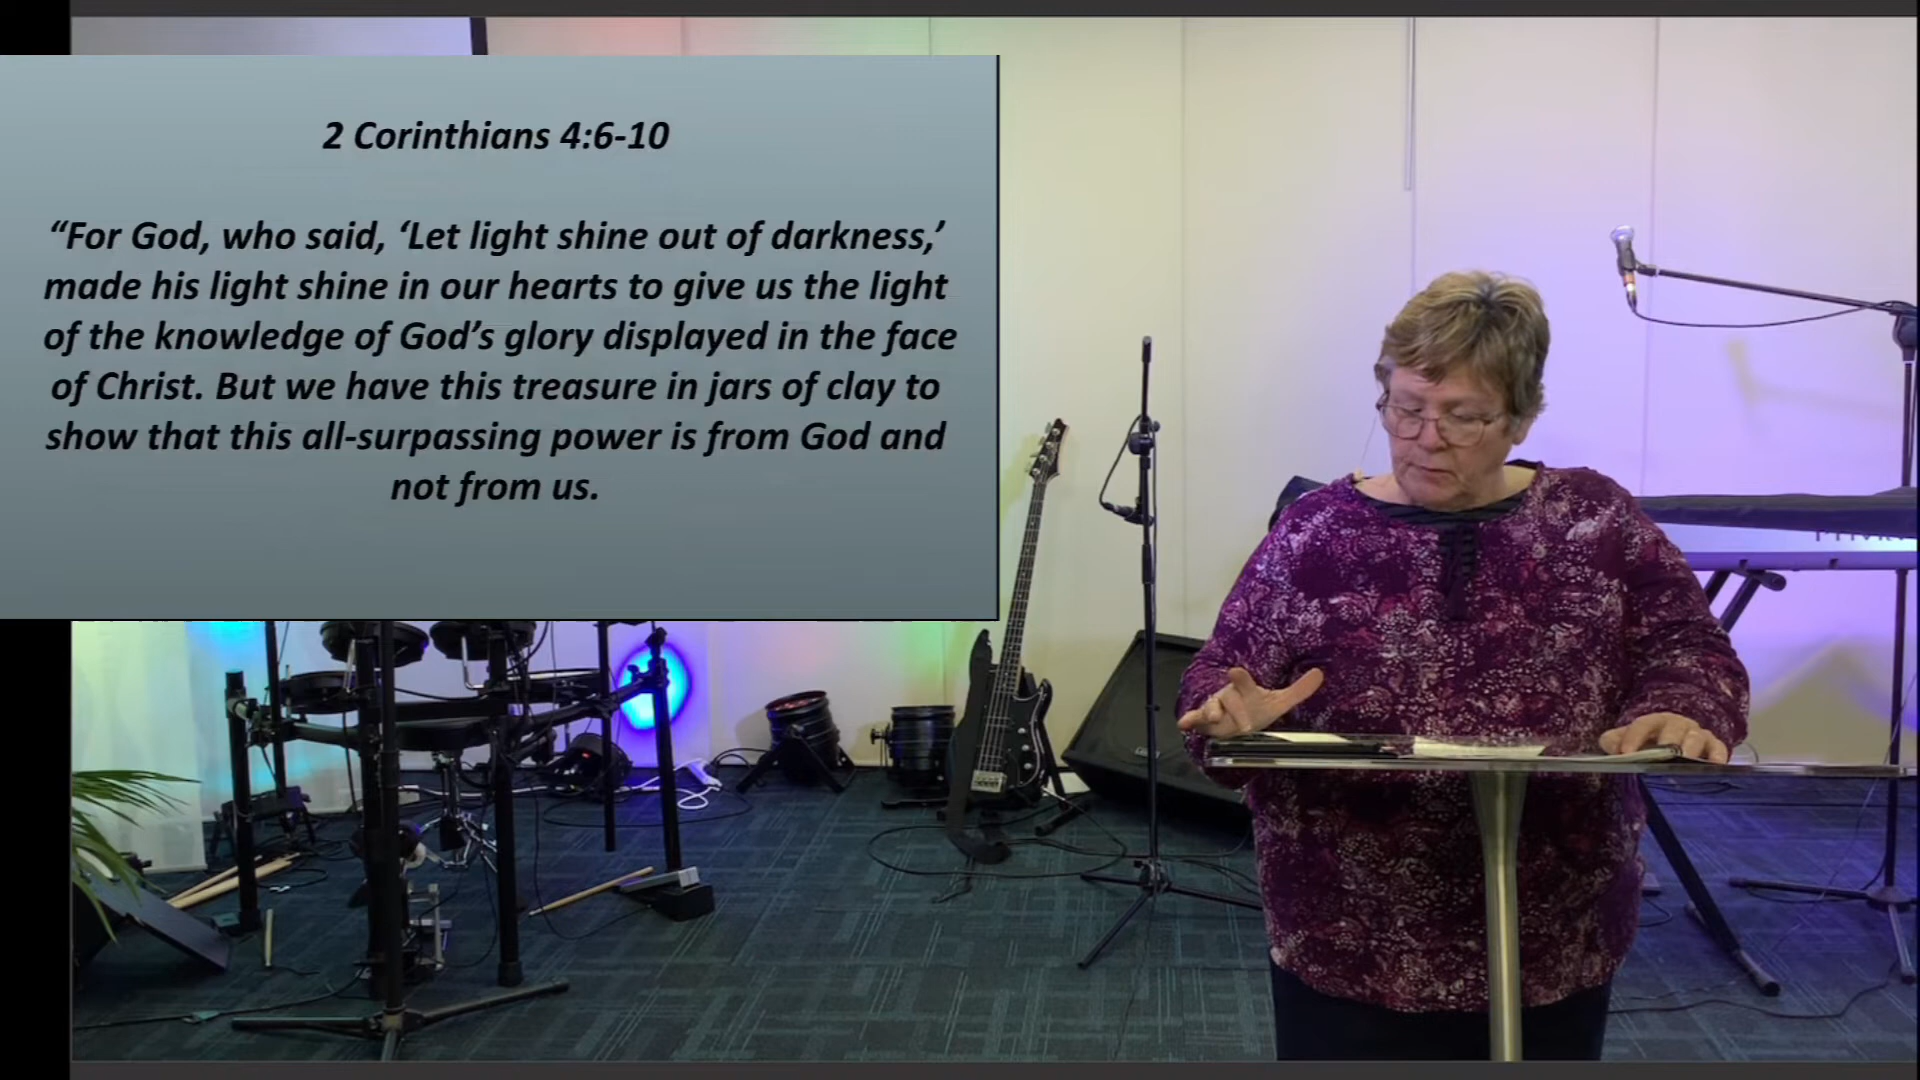 2 Corinthians 4:6-10
“For God, who said, ‘Let light shine out of darkness,’
made his light shine in our hearts to give us the light
of the knowledge of God’s glory displayed in the face
of Christ. But we have this treasure in jars of clay to
show that this all-surpassing power is from God and
not from us.